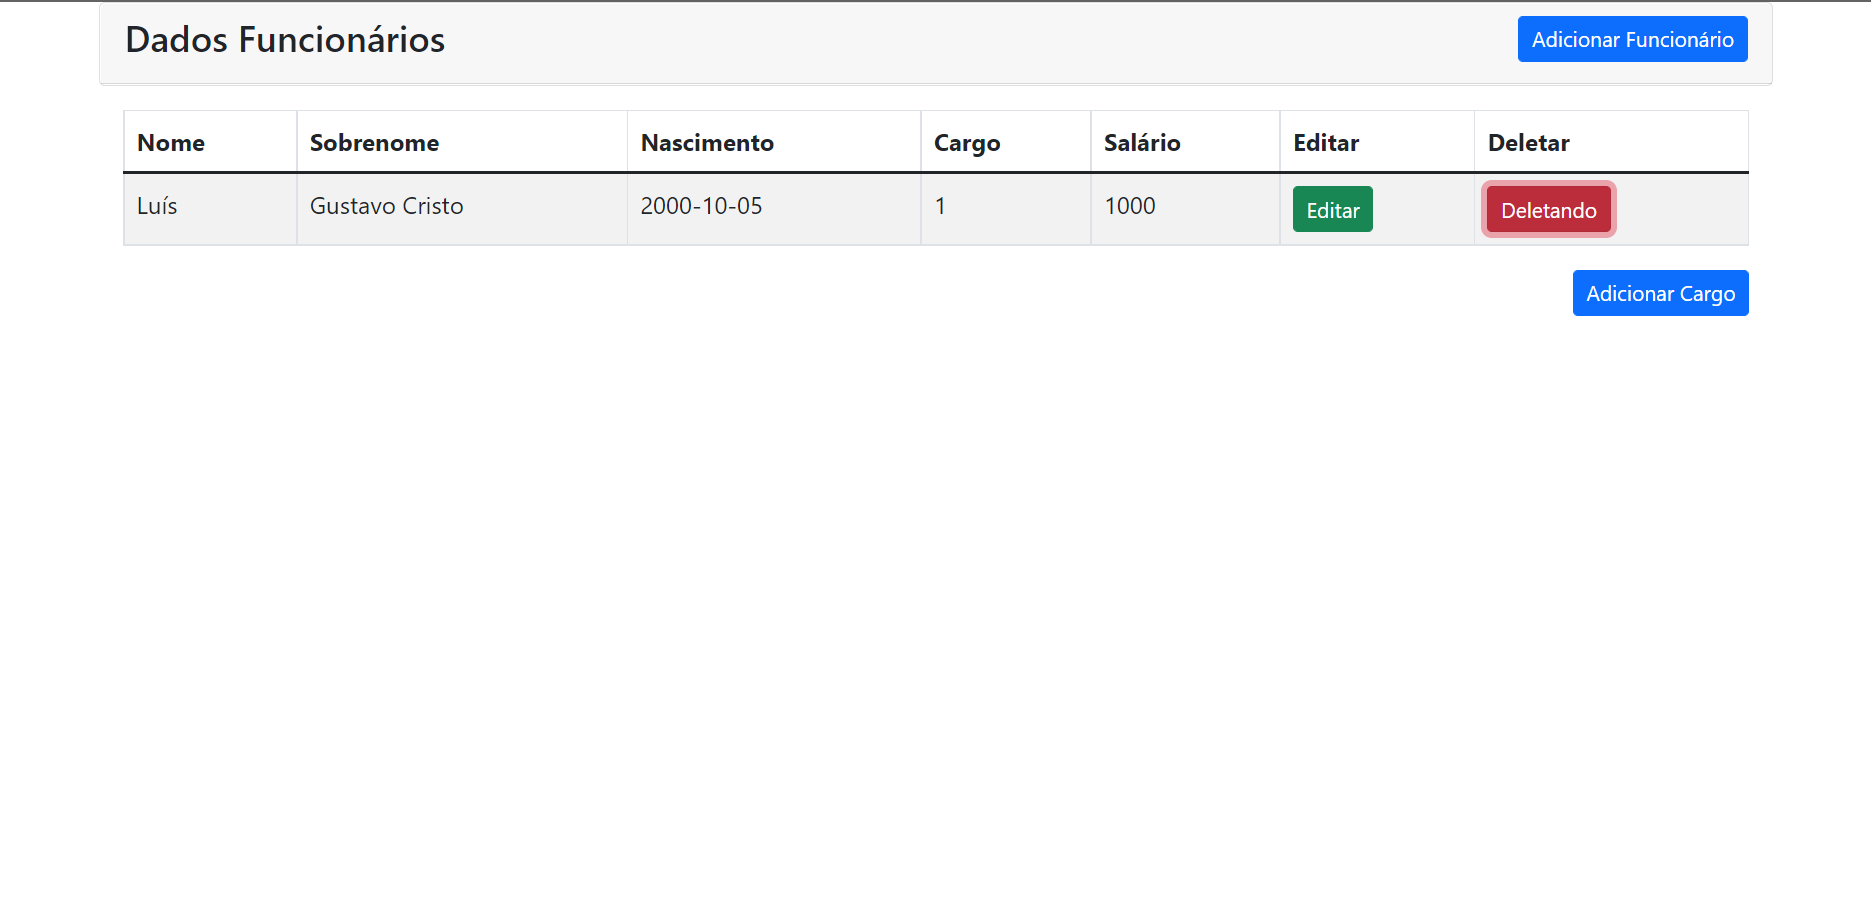 Dados Funcionários
Adicionar Funcionário
Nome Sobrenome Nascimento Cargo Salário Editar Deletar
Luís Gustavo Cristo 2000-10-05 1 1000 Editar Deletando
Adicionar Cargo